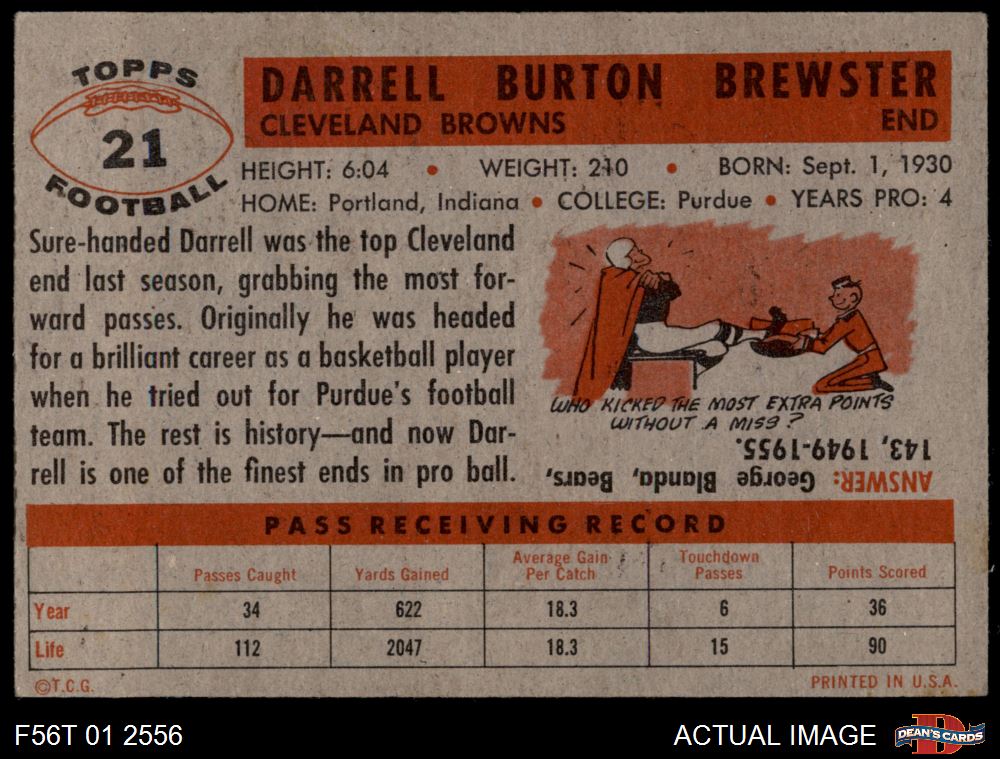 TOPPS
21
FOOTBALL
DARRELL BURTON BREWSTER
CLEVELAND BROWNS END
HEIGHT: 6:04 • WEIGHT: 210 • BORN: Sept. 1, 1930
HOME: Portland, Indiana • COLLEGE: Purdue • YEARS PRO: 4
Sure-handed Darrell was the top Cleveland
end last season, grabbing the most for-
ward passes. Originally he was headed
for a brilliant career as a basketball player
when he tried out for Purdue's football
team. The rest is history—and now Dar-
rell is one of the finest ends in pro ball.
WHO KICKED THE MOST EXTRA POINTS
WITHOUT A MISS?
ANSWER: George Blanda, Bears,
143, 1949-1955.
PASS RECEIVING RECORD
Passes Caught Yards Gained Average Gain Per Catch Touchdown Passes Points Scored
Year 34 622 18.3 6 36
Life 112 2047 18.3 15 90
©T.C.G. PRINTED IN U.S.A.
F56T 01 2556 ACTUAL IMAGE DEAN'S CARDS